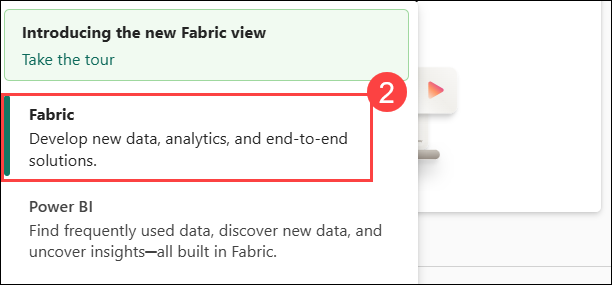 Introducing the new Fabric view
Take the tour
2
Fabric
Develop new data, analytics, and end-to-end
solutions.
Power BI
Find frequently used data, discover new data, and
uncover insights—all built in Fabric.